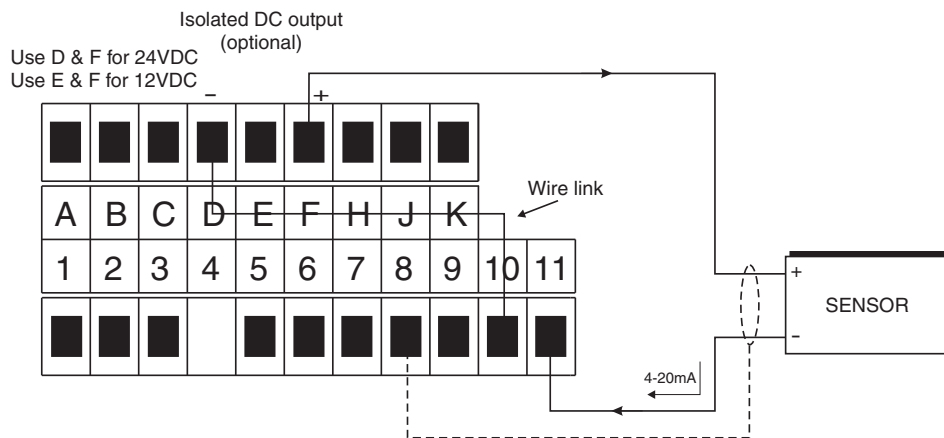 Isolated DC output
(optional)
Use D & F for 24VDC
Use E & F for 12VDC
- +
Wire link
A B C D E F H J K
1 2 3 4 5 6 7 8 9 10 11
+
SENSOR
-
4-20mA